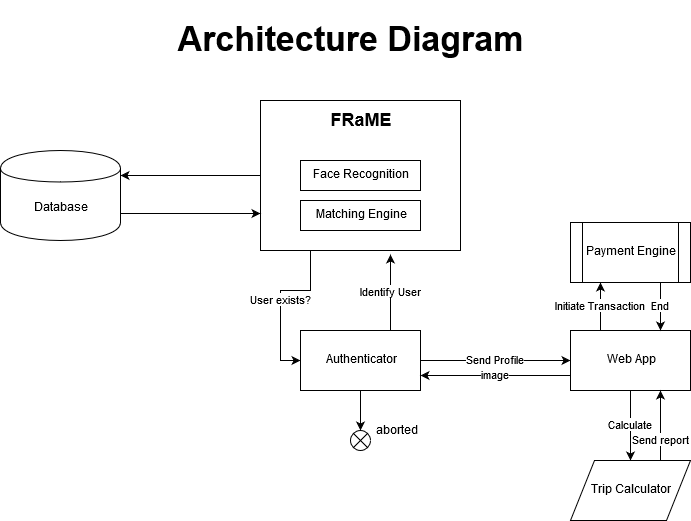 Architecture Diagram
FRaME
Face Recognition
Matching Engine
Database
User exists?
Identify User
Payment Engine
Initiate Transaction
End
Authenticator
Send Profile
image
Web App
aborted
Calculate
Send report
Trip Calculator